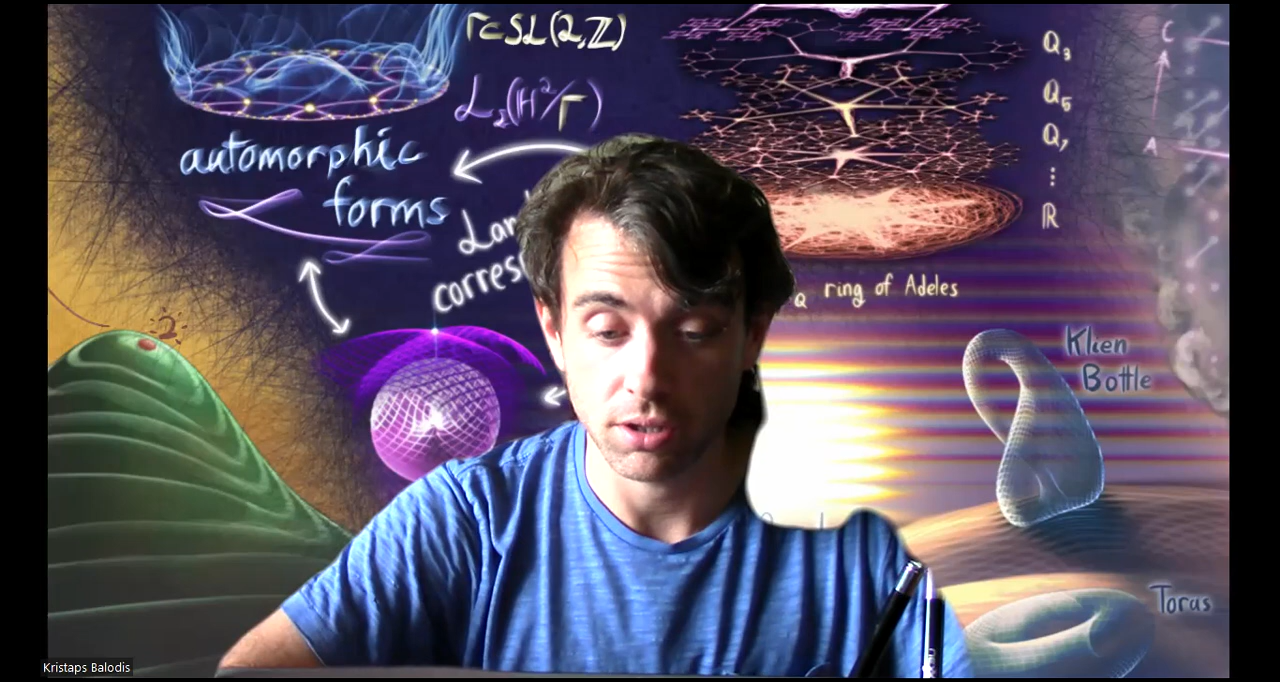 Γ⊂SL(2,ℤ)
L₂(ℍ²/Γ)
automorphic
forms
Q₃
Q₅
Q₇
⋮
ℝ
C
A
Q ring of Adeles
Klien
Bottle
Torus
Kristaps Balodis